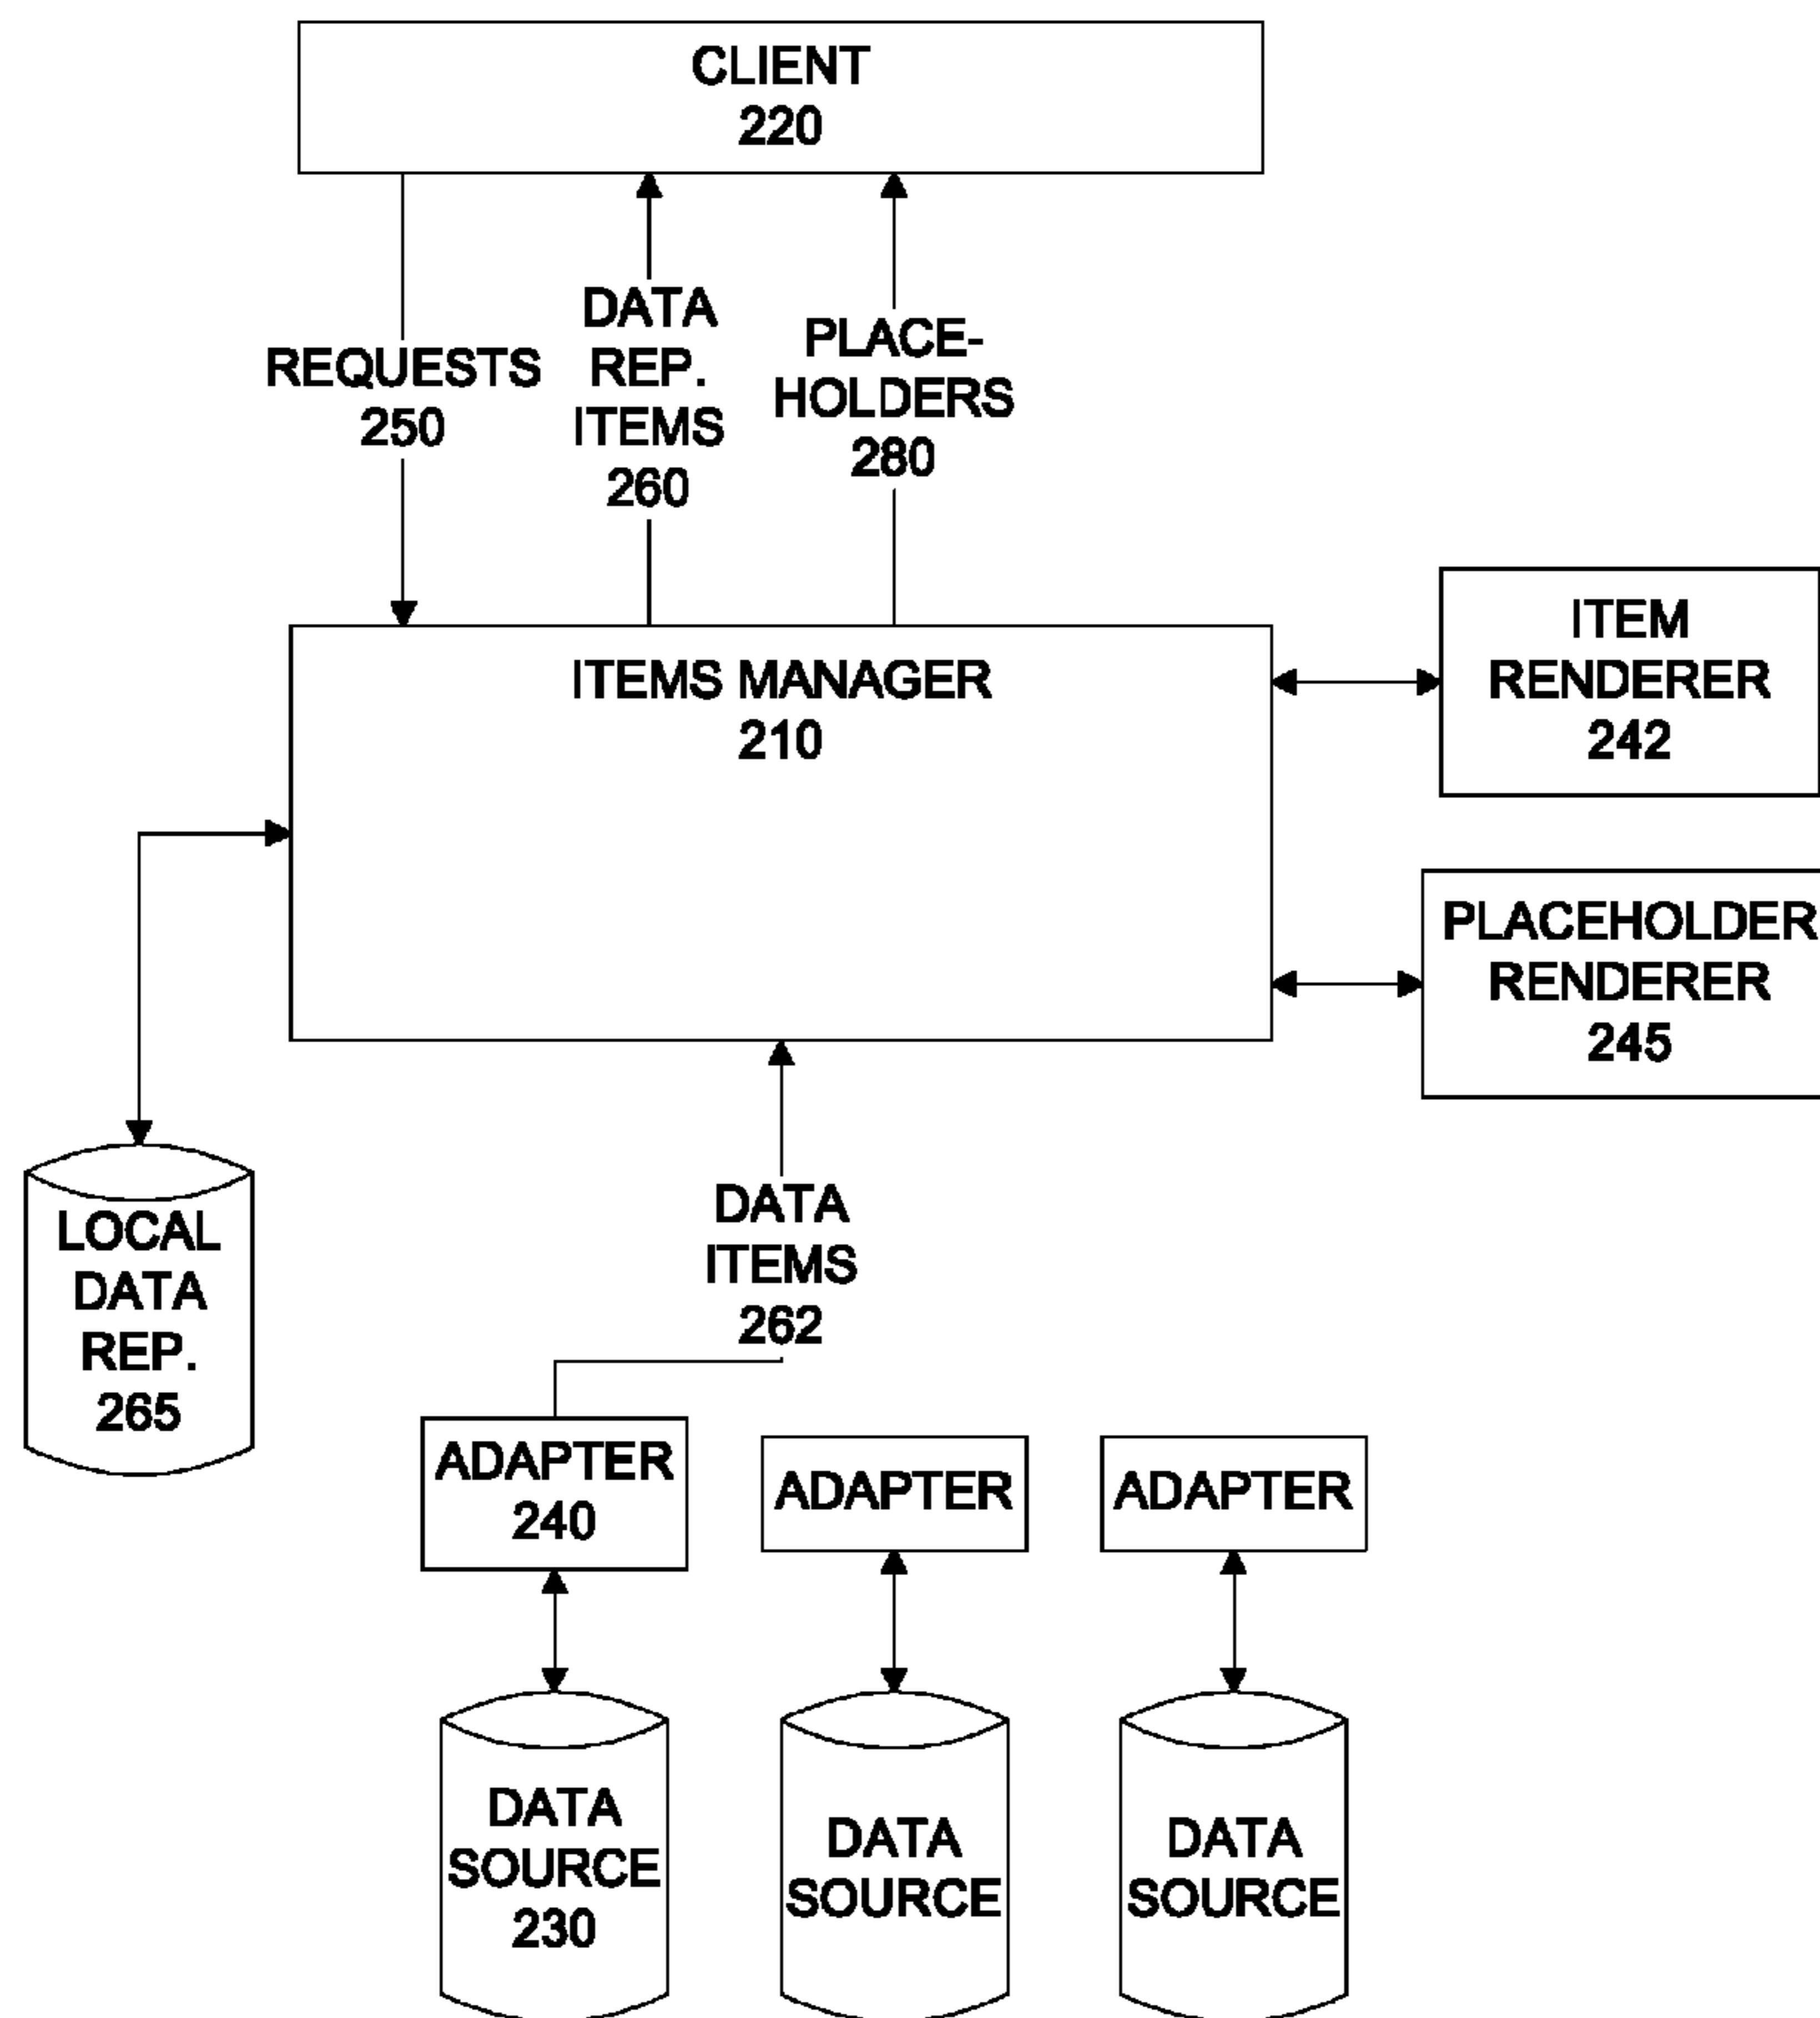 CLIENT
220
REQUESTS
250
DATA
REP.
ITEMS
260
PLACE-
HOLDERS
280
ITEMS MANAGER
210
ITEM
RENDERER
242
PLACEHOLDER
RENDERER
245
LOCAL
DATA
REP.
265
DATA
ITEMS
262
ADAPTER
240
ADAPTER
ADAPTER
DATA
SOURCE
230
DATA
SOURCE
DATA
SOURCE